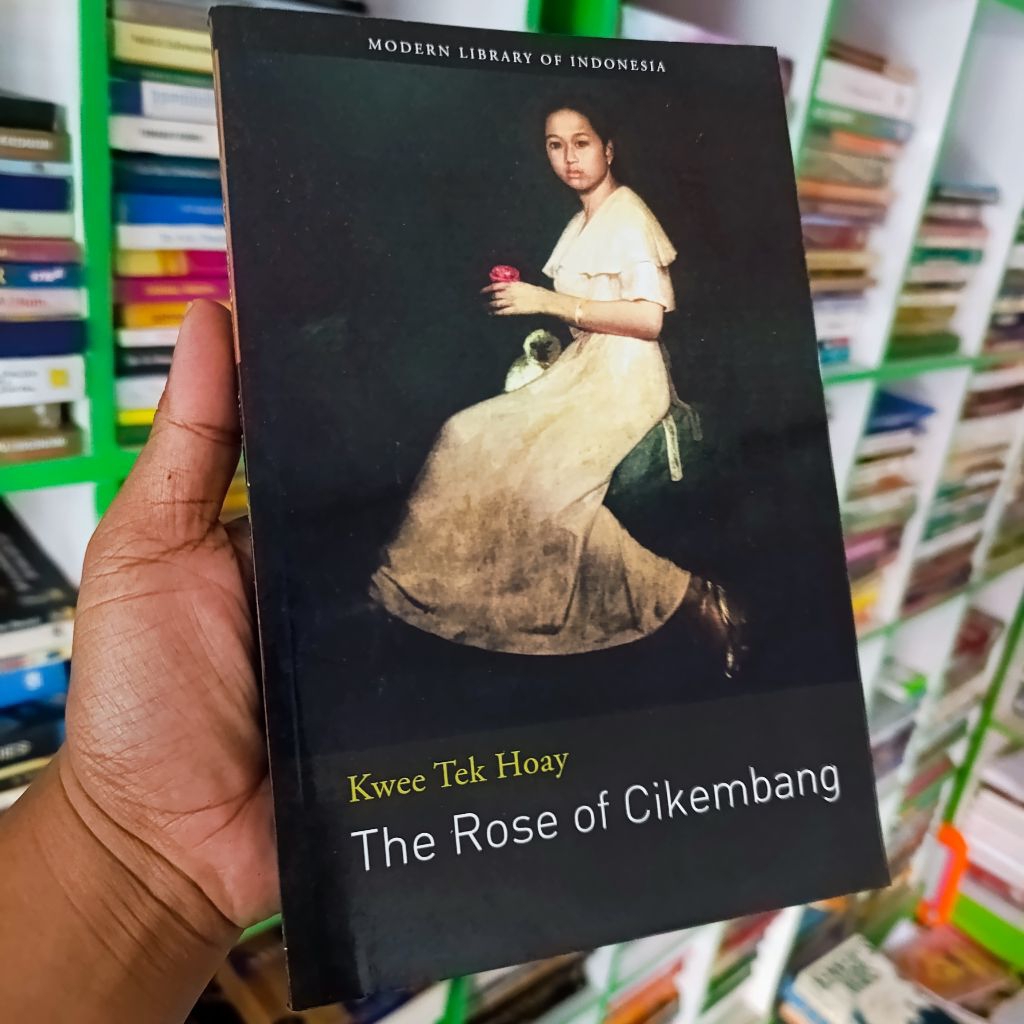 MODERN LIBRARY OF INDONESIA
Kwee Tek Hoay
The Rose of Cikembang